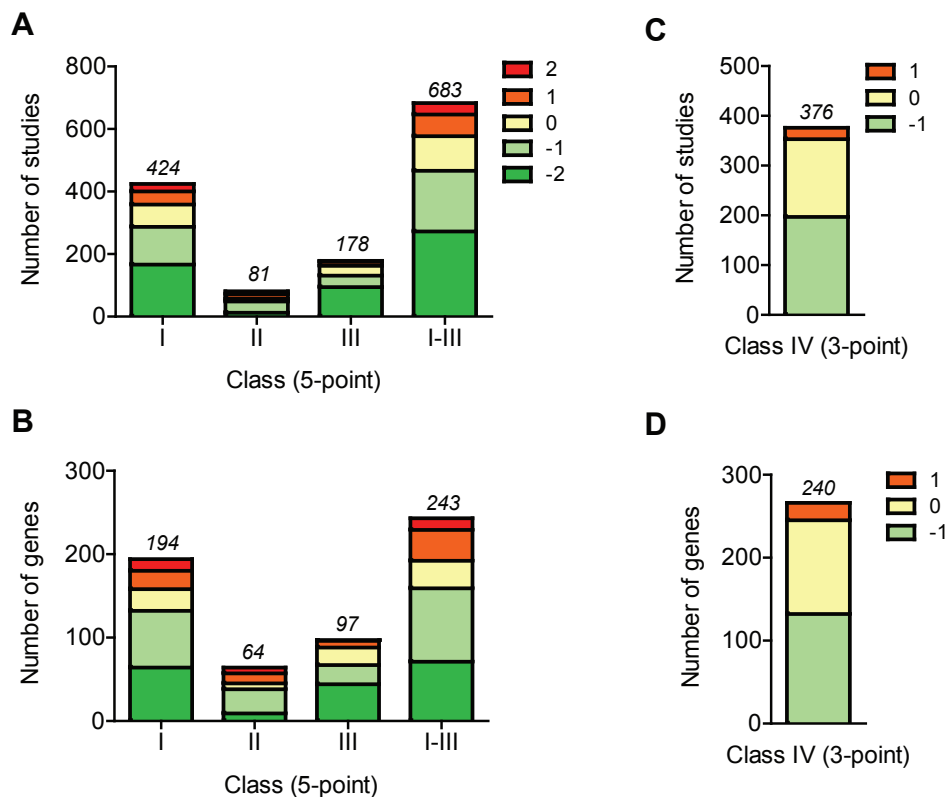 A
Number of studies
800
600
400
200
0
424
81
178
683
I
II
III
I-III
Class (5-point)
2
1
0
-1
-2
C
Number of studies
500
400
300
200
100
0
376
Class IV (3-point)
1
0
-1
B
Number of genes
300
200
100
0
194
64
97
243
I
II
III
I-III
Class (5-point)
D
Number of genes
300
200
100
0
240
Class IV (3-point)
1
0
-1